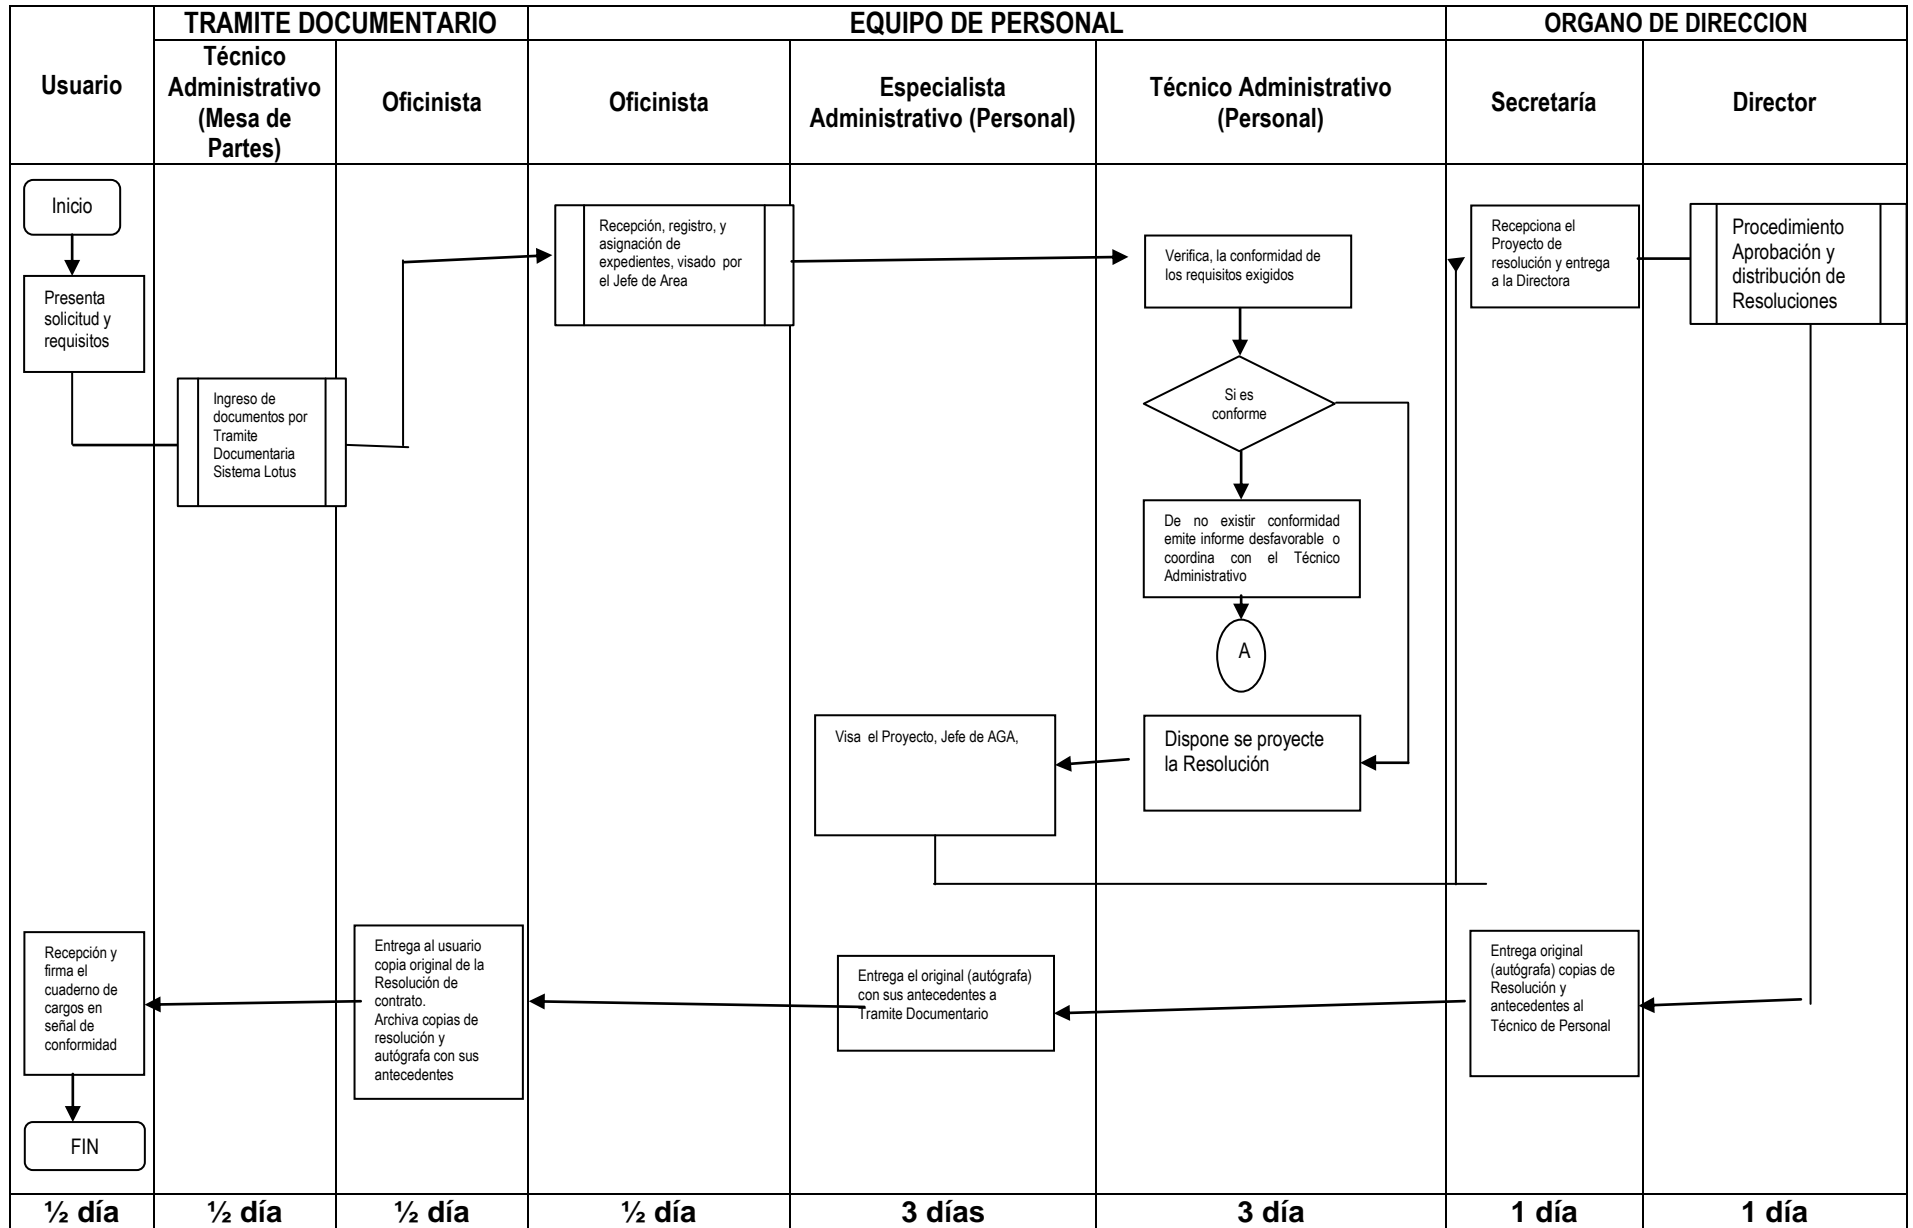 TRAMITE DOCUMENTARIO
EQUIPO DE PERSONAL
ORGANO DE DIRECCION
Usuario
Técnico
Administrativo
(Mesa de
Partes)
Oficinista
Oficinista
Especialista
Administrativo (Personal)
Técnico Administrativo
(Personal)
Secretaría
Director
Inicio
Presenta
solicitud y
requisitos
Ingreso de
documentos por
Tramite
Documentaria
Sistema Lotus
Recepción, registro, y
asignación de
expedientes, visado por
el Jefe de Area
Verifica, la conformidad de
los requisitos exigidos
Si es
conforme
De no existir conformidad
emite informe desfavorable o
coordina con el Técnico
Administrativo
A
Dispone se proyecte
la Resolución
Visa el Proyecto, Jefe de AGA,
Recepciona el
Proyecto de
resolución y entrega
a la Directora
Procedimiento
Aprobación y
distribución de
Resoluciones
Entrega original
(autógrafa) copias de
Resolución y
antecedentes al
Técnico de Personal
Entrega el original (autógrafa)
con sus antecedentes a
Tramite Documentario
Entrega al usuario
copia original de la
Resolución de
contrato.
Archiva copias de
resolución y
autógrafa con sus
antecedentes
Recepción y
firma el
cuaderno de
cargos en
señal de
conformidad
FIN
½ día
½ día
½ día
½ día
3 días
3 día
1 día
1 día